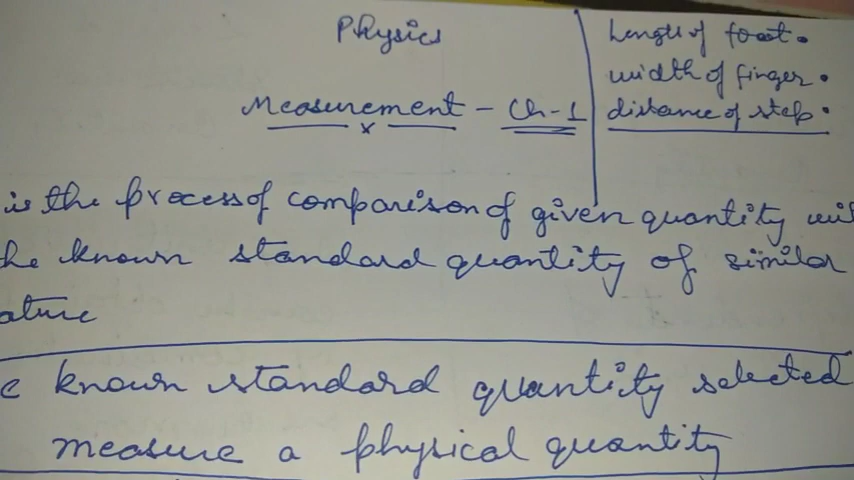 Physics
Measurement - Ch-1
Length of foot.
width of finger.
distance of step.
is the process of comparison of given quantity
he known standard quantity of similar
ature
known standard quantity selected
measure a physical quantity